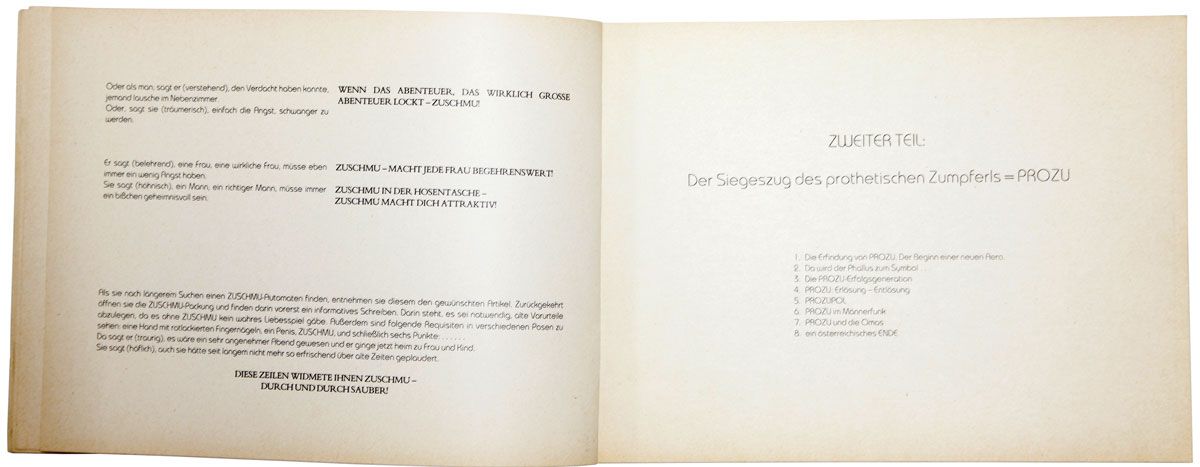 Oder als man, sagt er (verstehend), den Verdacht haben konnte,
jemand lausche im Nebenzimmer.
Oder, sagt sie (träumerisch), einfach die Angst, schwanger zu
werden.
WENN DAS ABENTEUER, DAS WIRKLICH GROSSE
ABENTEUER LOCKT – ZUSCHMU!
Er sagt (belehrend), eine Frau, eine wirkliche Frau, müsse eben
immer ein wenig Angst haben.
Sie sagt (höhnisch), ein Mann, ein richtiger Mann, müsse immer
ein bißchen geheimnisvoll sein.
ZUSCHMU – MACHT JEDE FRAU BEGEHRENSWERT!
ZUSCHMU IN DER HOSENTASCHE –
ZUSCHMU MACHT DICH ATTRAKTIV!
Als sie nach längerem Suchen einen ZUSCHMU-Automaten finden, entnehmen sie diesem den gewünschten Artikel. Zurückgekehrt
öffnen sie die ZUSCHMU-Packung und finden darin vorerst ein informatives Schreiben. Darin steht, es sei notwendig, alte Vorurteile
abzulegen, da es ohne ZUSCHMU kein wahres Liebesspiel gäbe. Außerdem sind folgende Requisiten in verschiedenen Posen zu
sehen: eine Hand mit rotlackierten Fingernägeln, ein Penis, ZUSCHMU, und schließlich sechs Punkte: . . . . . .
Da sagt er (traurig), es wäre ein sehr angenehmer Abend gewesen und er ginge jetzt heim zu Frau und Kind.
Sie sagt (höflich), auch sie hätte seit langem nicht mehr so erfrischend über alte Zeiten geplaudert.
DIESE ZEILEN WIDMETE IHNEN ZUSCHMU –
DURCH UND DURCH SAUBER!
ZWEITER TEIL:
Der Siegeszug des prothetischen Zumpferls = PROZU
1. Die Erfindung von PROZU. Der Beginn einer neuen Aera.
2. Da wird der Phallus zum Symbol . .
3. Die PROZU-Erfolgsgeneration
4. PROZU. Erlösung – Entlösung
5. PROZUPOL
6. PROZU im Männerfunk
7. PROZU und die Omas
8. ein österreichisches ENDE